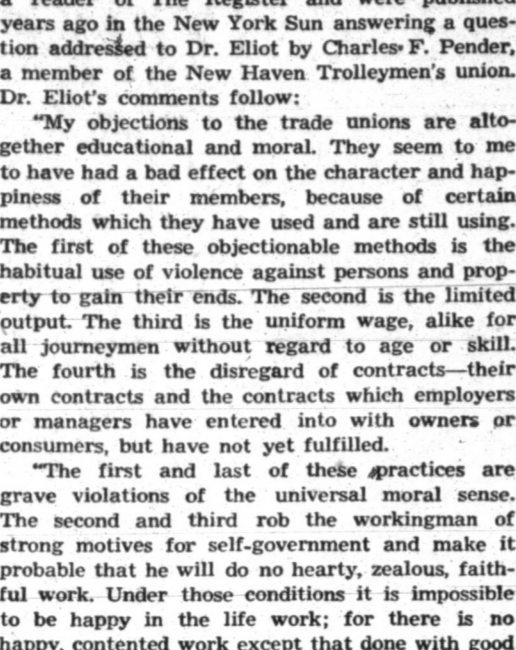 a reader of The Register and were published
years ago in the New York Sun answering a ques-
tion addressed to Dr. Eliot by Charles F. Pender,
a member of the New Haven Trolleymen's union.
Dr. Eliot's comments follow:
"My objections to the trade unions are alto-
gether educational and moral. They seem to me
to have had a bad effect on the character and hap-
piness of their members, because of certain
methods which they have used and are still using.
The first of these objectionable methods is the
habitual use of violence against persons and prop-
erty to gain their ends. The second is the limited
output. The third is the uniform wage, alike for
all journeymen without regard to age or skill.
The fourth is the disregard of contracts—their
own contracts and the contracts which employers
or managers have entered into with owners or
consumers, but have not yet fulfilled.
"The first and last of these practices are
grave violations of the universal moral sense.
The second and third rob the workingman of
strong motives for self-government and make it
probable that he will do no hearty, zealous, faith-
ful work. Under those conditions it is impossible
to be happy in the life work; for there is no
happy, contented work except that done with good